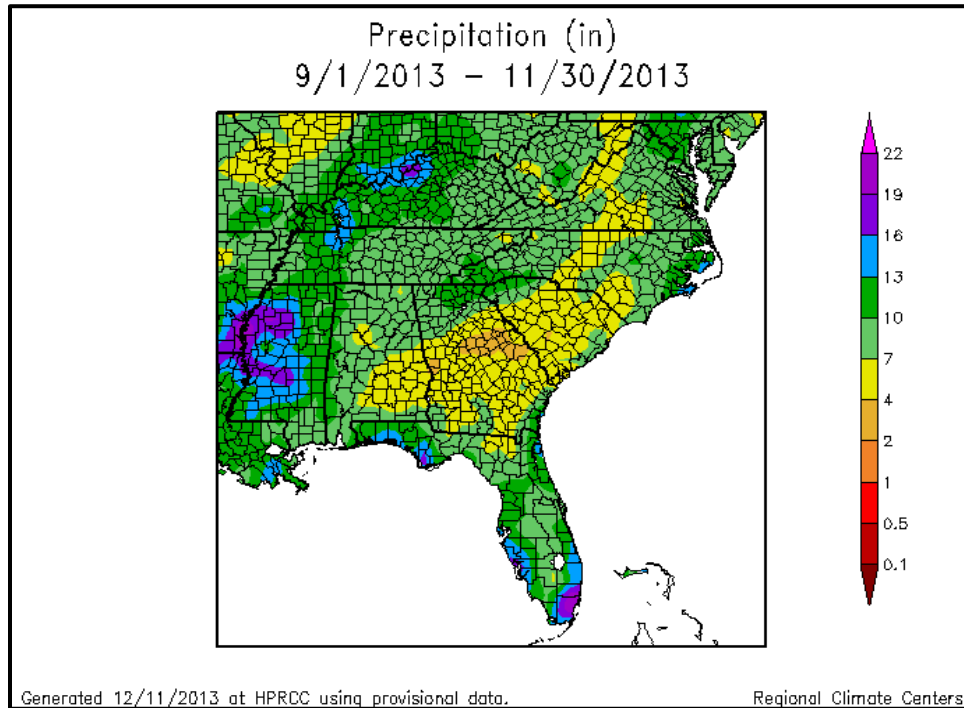 Precipitation (in)
9/1/2013 – 11/30/2013
22
19
16
13
10
7
4
2
1
0.5
0.1
Generated 12/11/2013 at HPRCC using provisional data.
Regional Climate Centers